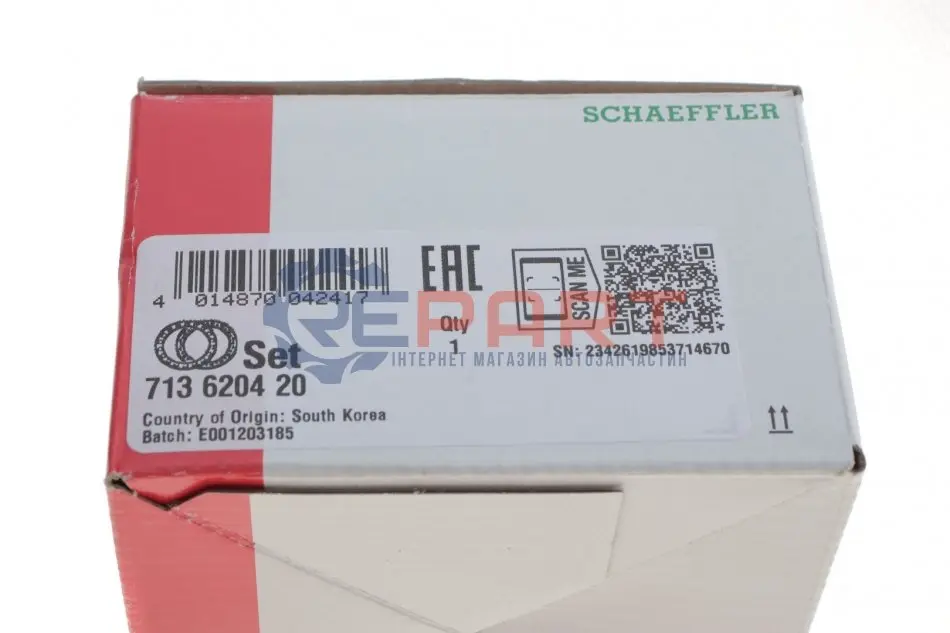 SCHAEFFLER
4 014870 042417
EAC
SCAN ME
Qty
1
SN: 2342619853714670
Set
713 6204 20
Country of Origin: South Korea
Batch: E001203185
REPART
ІНТЕРНЕТ МАГАЗИН АВТОЗАПЧАСТИН